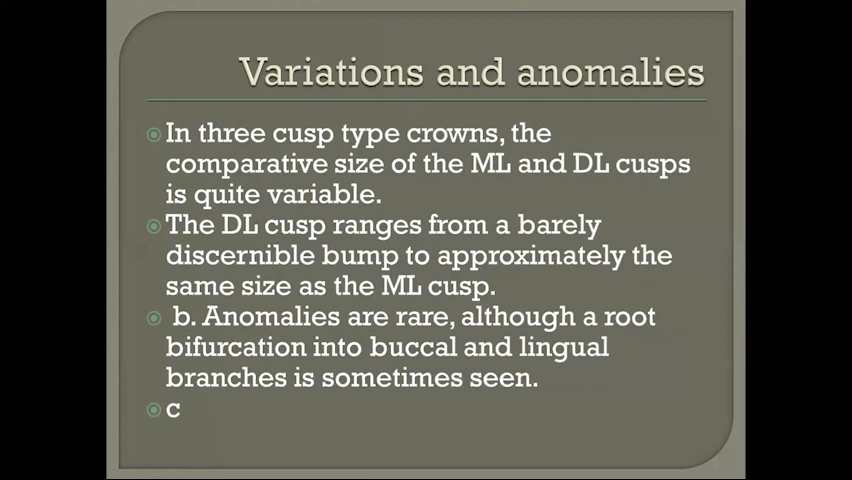 Variations and anomalies
In three cusp type crowns, the
comparative size of the ML and DL cusps
is quite variable.
The DL cusp ranges from a barely
discernible bump to approximately the
same size as the ML cusp.
b. Anomalies are rare, although a root
bifurcation into buccal and lingual
branches is sometimes seen.
c